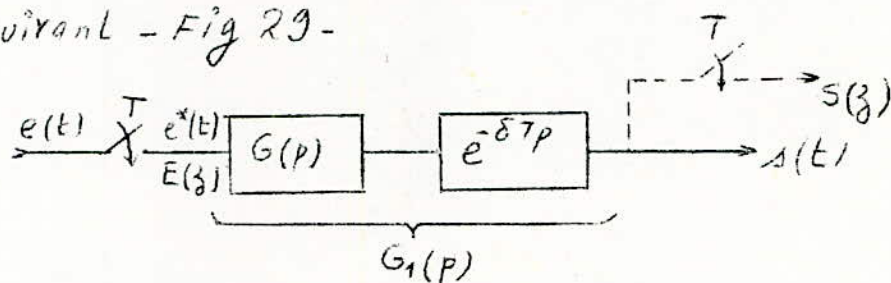 uivant - Fig 29-
T
e(t) T e*(t) G(p) e^-δTp S(z)
E(z) s(t)
G₁(p)